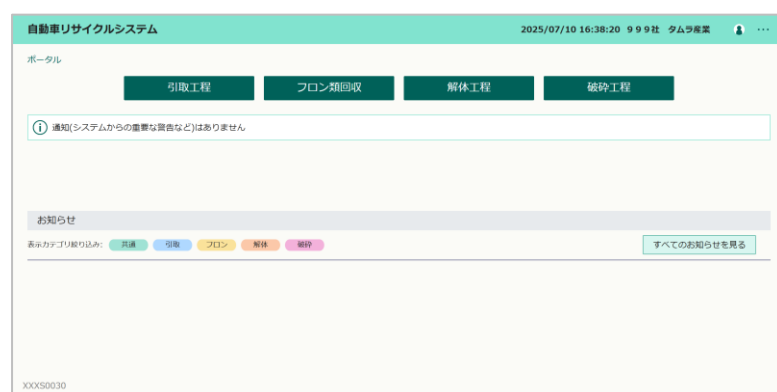 自動車リサイクルシステム 2025/07/10 16:38:20 999社 タムラ産業 …
ポータル
引取工程 フロン類回収 解体工程 破砕工程
通知(システムからの重要な警告など)はありません
お知らせ
表示カテゴリ絞り込み: 共通 引取 フロン 解体 破砕 すべてのお知らせを見る
XXXS0030